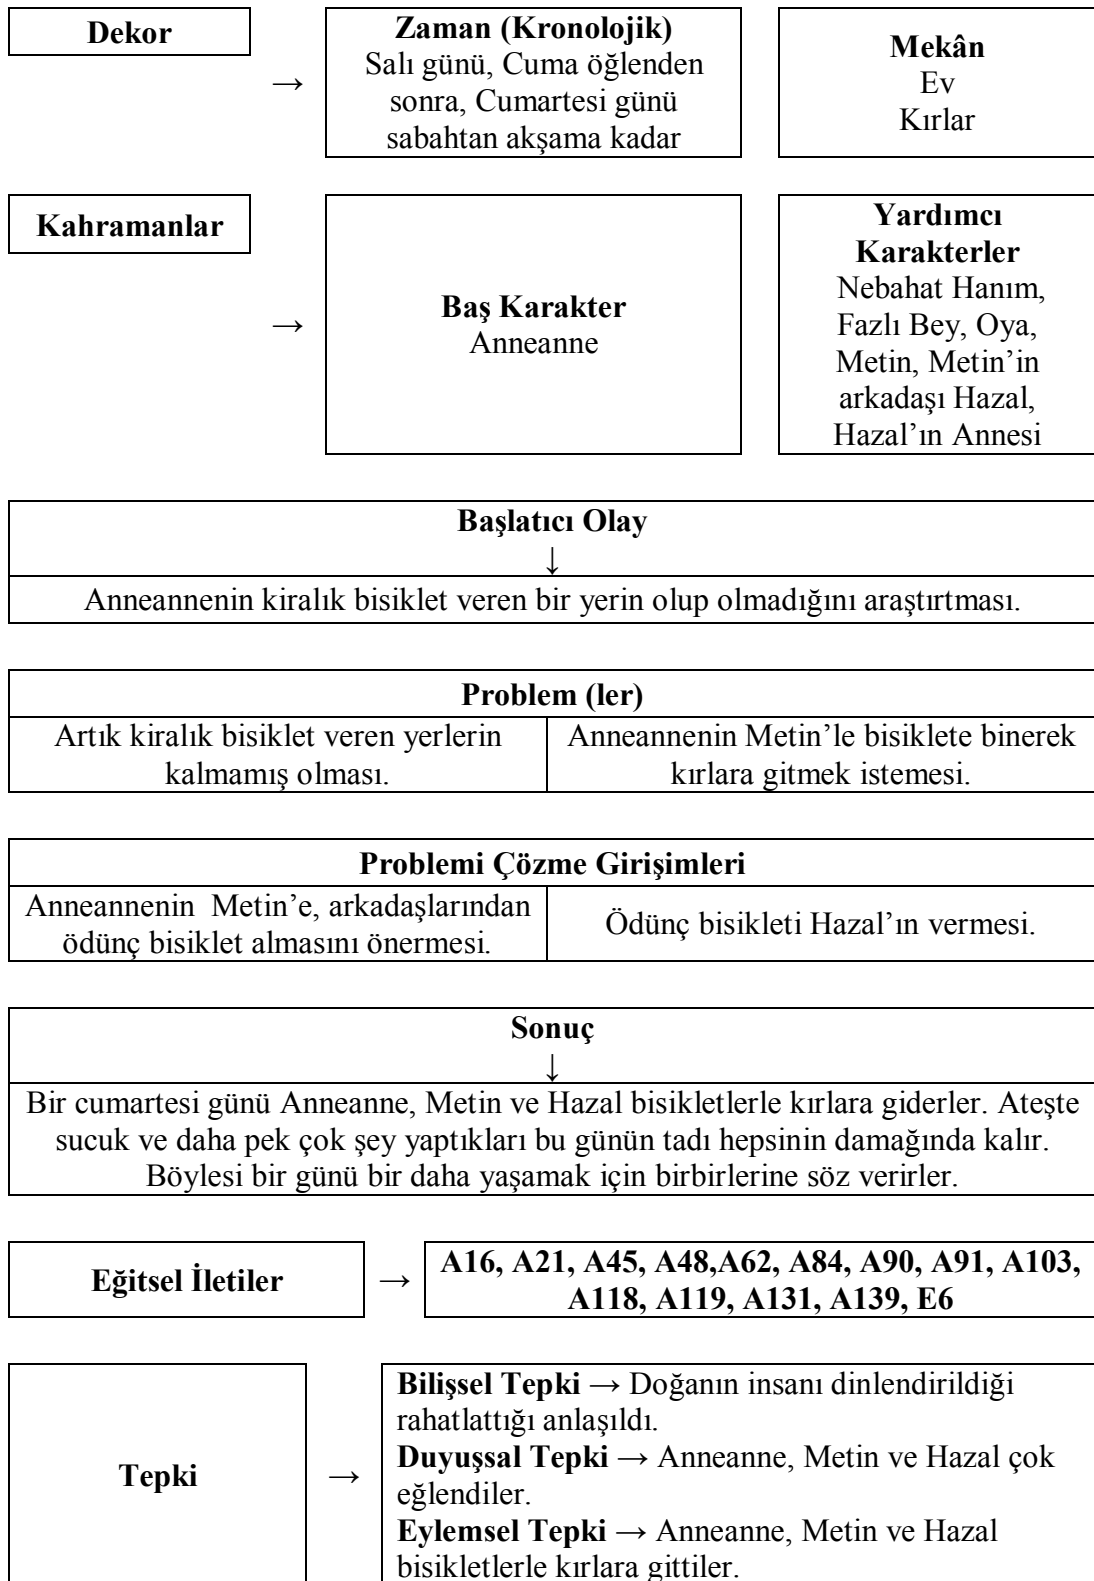 Dekor
→
Zaman (Kronolojik)
Salı günü, Cuma öğlenden
sonra, Cumartesi günü
sabahtan akşama kadar
Mekân
Ev
Kırlar
Kahramanlar
→
Baş Karakter
Anneanne
Yardımcı
Karakterler
Nebahat Hanım,
Fazlı Bey, Oya,
Metin, Metin’in
arkadaşı Hazal,
Hazal’ın Annesi
Başlatıcı Olay
↓
Anneannenin kiralık bisiklet veren bir yerin olup olmadığını araştırtması.
Problem (ler)
Artık kiralık bisiklet veren yerlerin
kalmamış olması.
Anneannenin Metin’le bisiklete binerek
kırlara gitmek istemesi.
Problemi Çözme Girişimleri
Anneannenin Metin’e, arkadaşlarından
ödünç bisiklet almasını önermesi.
Ödünç bisikleti Hazal’ın vermesi.
Sonuç
↓
Bir cumartesi günü Anneanne, Metin ve Hazal bisikletlerle kırlara giderler. Ateşte
sucuk ve daha pek çok şey yaptıkları bu günün tadı hepsinin damağında kalır.
Böylesi bir günü bir daha yaşamak için birbirlerine söz verirler.
Eğitsel İletiler
→
A16, A21, A45, A48,A62, A84, A90, A91, A103,
A118, A119, A131, A139, E6
Tepki
→
Bilişsel Tepki → Doğanın insanı dinlendirildiği
rahatlattığı anlaşıldı.
Duyuşsal Tepki → Anneanne, Metin ve Hazal çok
eğlendiler.
Eylemsel Tepki → Anneanne, Metin ve Hazal
bisikletlerle kırlara gittiler.